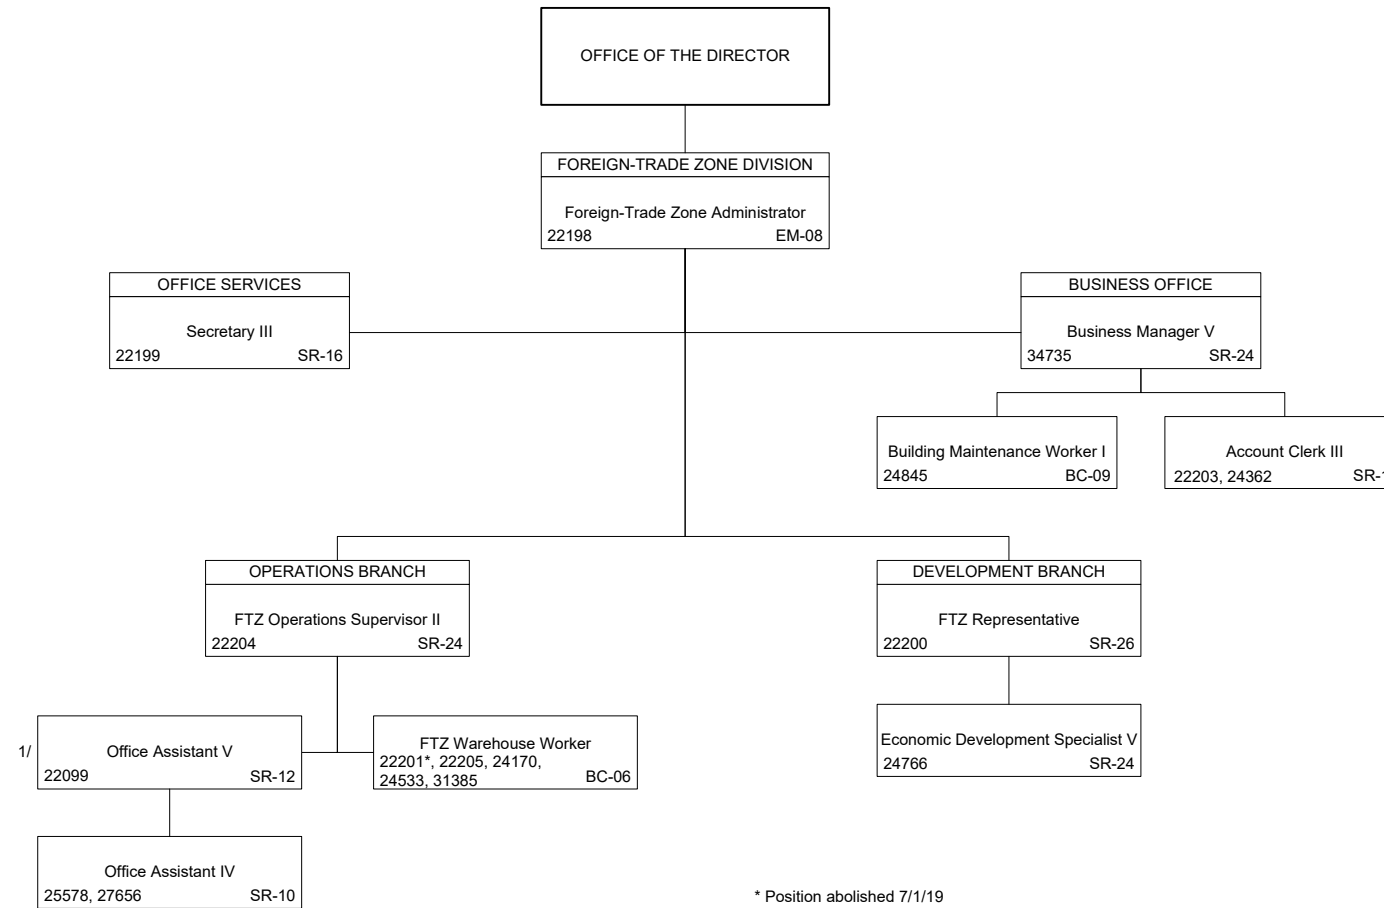 OFFICE OF THE DIRECTOR
FOREIGN-TRADE ZONE DIVISION
Foreign-Trade Zone Administrator
22198 EM-08
OFFICE SERVICES
Secretary III
22199 SR-16
BUSINESS OFFICE
Business Manager V
34735 SR-24
Building Maintenance Worker I
24845 BC-09
Account Clerk III
22203, 24362 SR-1
OPERATIONS BRANCH
FTZ Operations Supervisor II
22204 SR-24
DEVELOPMENT BRANCH
FTZ Representative
22200 SR-26
1/
Office Assistant V
22099 SR-12
FTZ Warehouse Worker
22201*, 22205, 24170,
24533, 31385 BC-06
Economic Development Specialist V
24766 SR-24
Office Assistant IV
25578, 27656 SR-10
* Position abolished 7/1/19